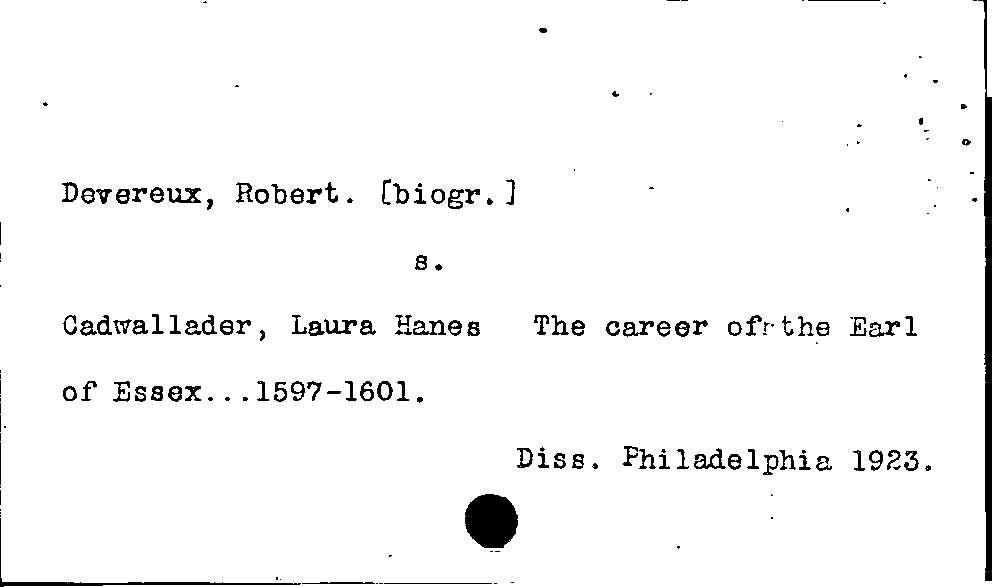 Devereux, Robert. [biogr.]
s.
Cadwallader, Laura Hanes The career of the Earl
of Essex...1597-1601.
Diss. Philadelphia 1923.